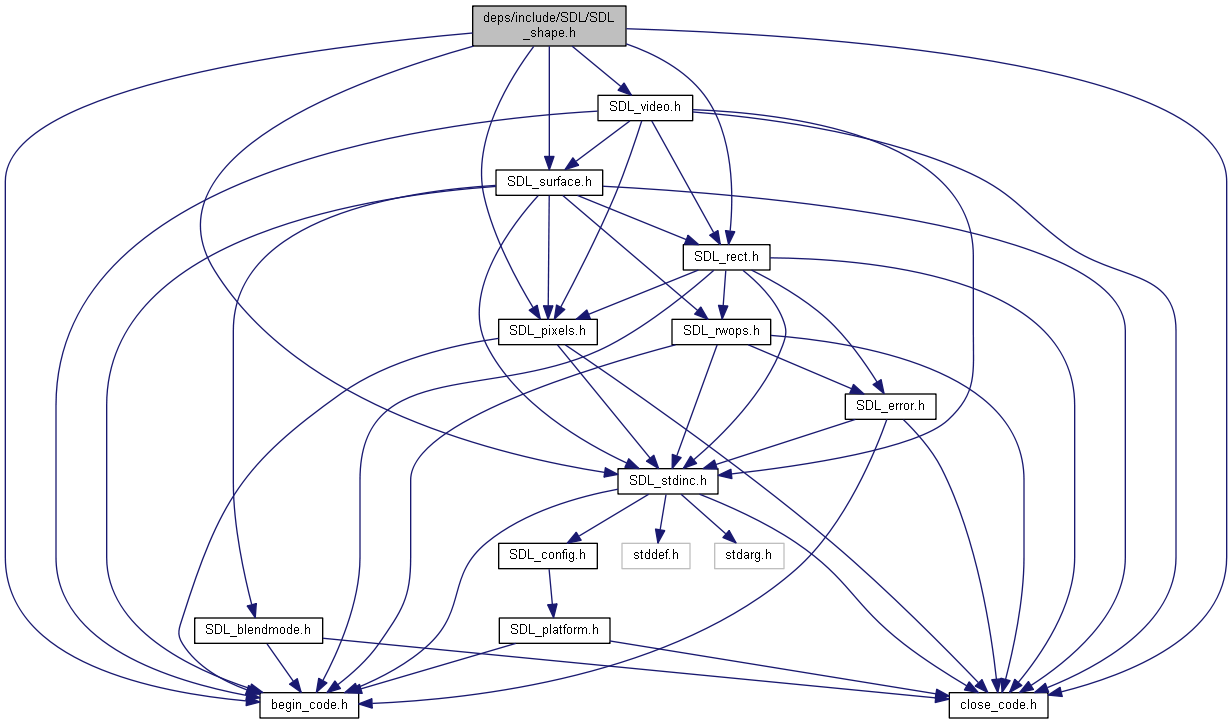 deps/include/SDL/SDL
_shape.h
SDL_video.h
SDL_surface.h
SDL_rect.h
SDL_pixels.h
SDL_rwops.h
SDL_error.h
SDL_stdinc.h
SDL_config.h
stddef.h
stdarg.h
SDL_blendmode.h
SDL_platform.h
begin_code.h
close_code.h